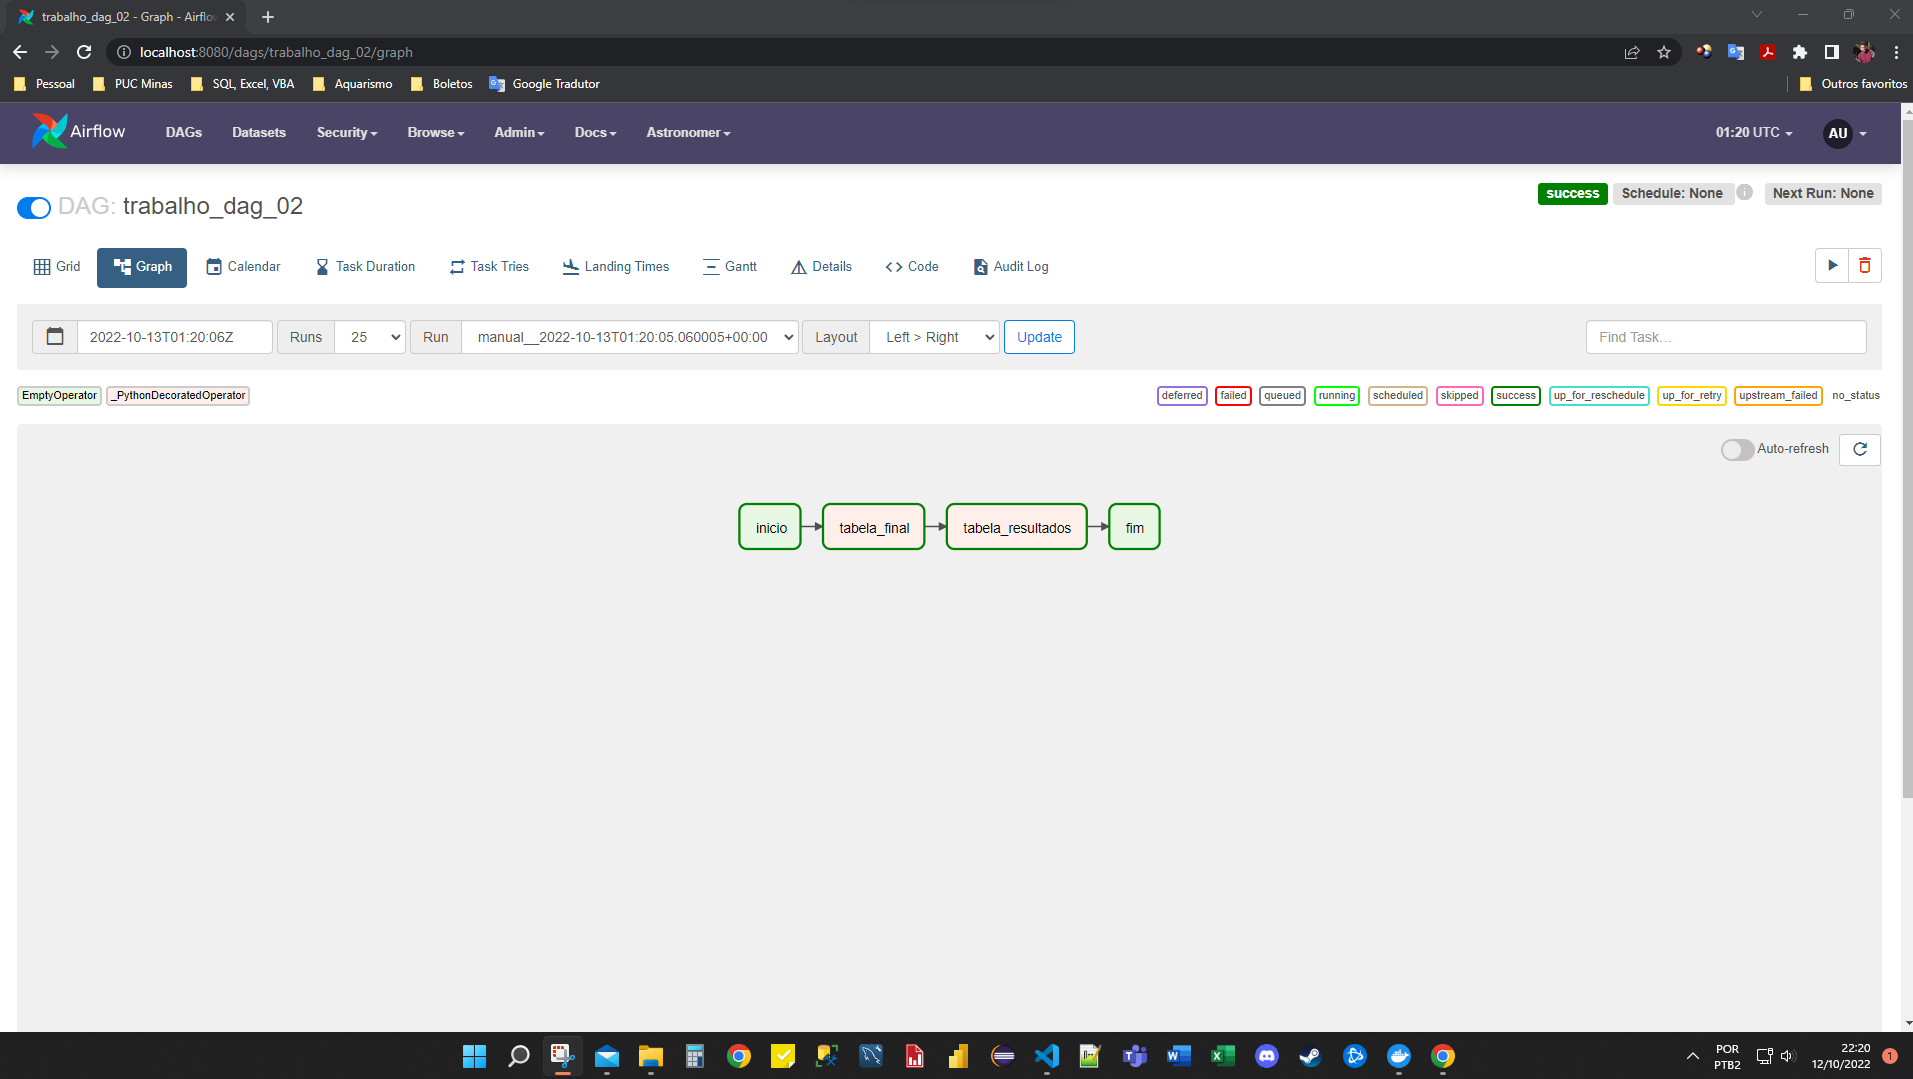 trabalho_dag_02 - Graph - Airflo
localhost:8080/dags/trabalho_dag_02/graph
Pessoal PUC Minas SQL, Excel, VBA Aquarismo Boletos Google Tradutor Outros favoritos
Airflow DAGs Datasets Security Browse Admin Docs Astronomer 01:20 UTC AU
DAG: trabalho_dag_02 success Schedule: None i Next Run: None
Grid Graph Calendar Task Duration Task Tries Landing Times Gantt Details Code Audit Log
2022-10-13T01:20:06Z Runs 25 Run manual__2022-10-13T01:20:05.060005+00:00 Layout Left > Right Update Find Task...
EmptyOperator _PythonDecoratedOperator deferred failed queued running scheduled skipped success up_for_reschedule up_for_retry upstream_failed no_status
Auto-refresh
inicio tabela_final tabela_resultados fim
POR 22:20
PTB2 12/10/2022 1